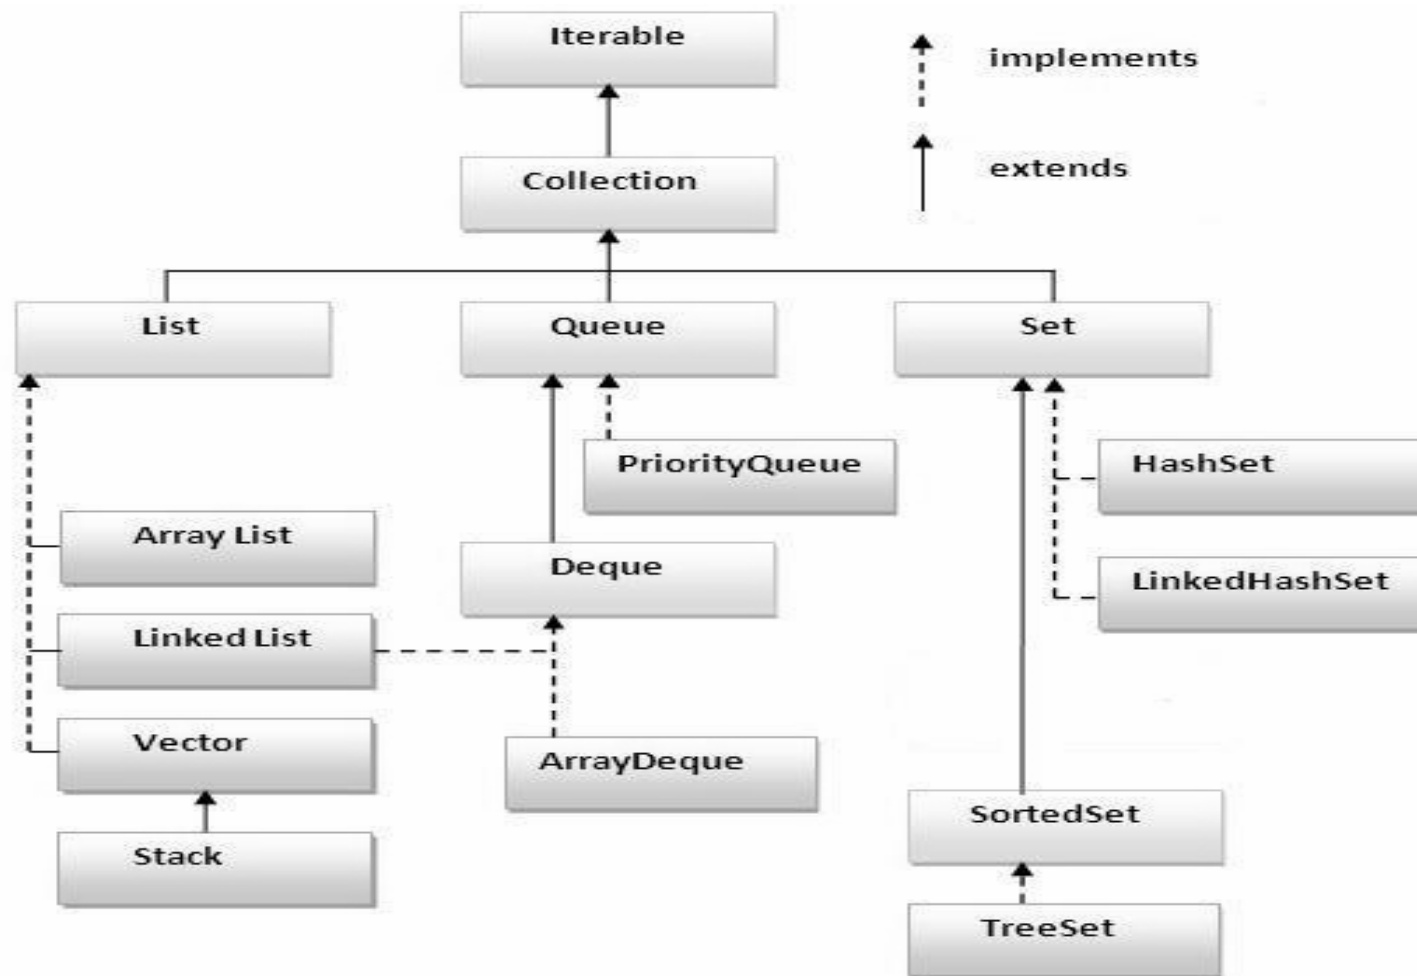 Iterable
implements
extends
Collection
List
Queue
Set
PriorityQueue
HashSet
Array List
Deque
LinkedHashSet
Linked List
Vector
ArrayDeque
SortedSet
Stack
TreeSet